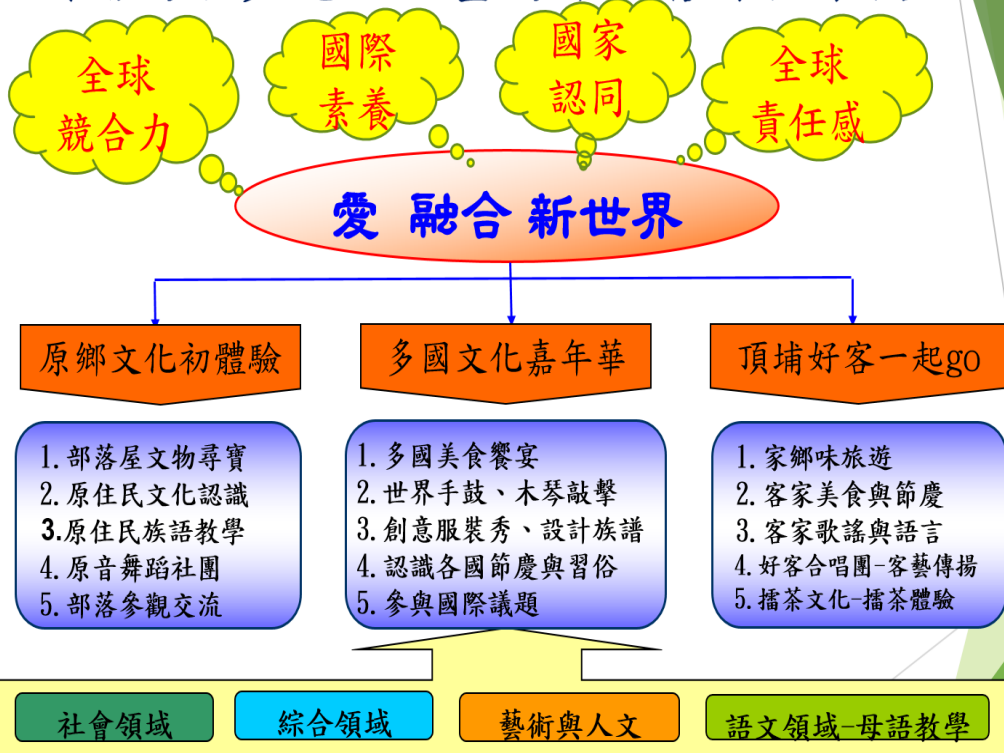 全球
競合力
國際
素養
國家
認同
全球
責任感
愛 融合 新世界
原鄉文化初體驗
1.部落屋文物尋寶
2.原住民文化認識
3.原住民族語教學
4.原音舞蹈社團
5.部落參觀交流
多國文化嘉年華
1.多國美食饗宴
2.世界手鼓、木琴敲擊
3.創意服裝秀、設計族譜
4.認識各國節慶與習俗
5.參與國際議題
頂埔好客一起go
1.家鄉味旅遊
2.客家美食與節慶
3.客家歌謠與語言
4.好客合唱團-客藝傳揚
5.擂茶文化-擂茶體驗
社會領域
綜合領域
藝術與人文
語文領域-母語教學